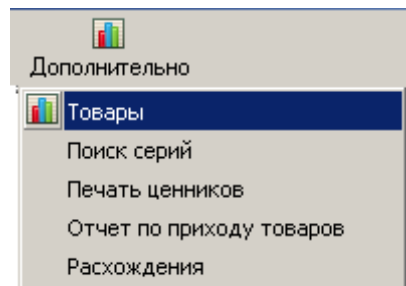 Дополнительно
Товары
Поиск серий
Печать ценников
Отчет по приходу товаров
Расхождения